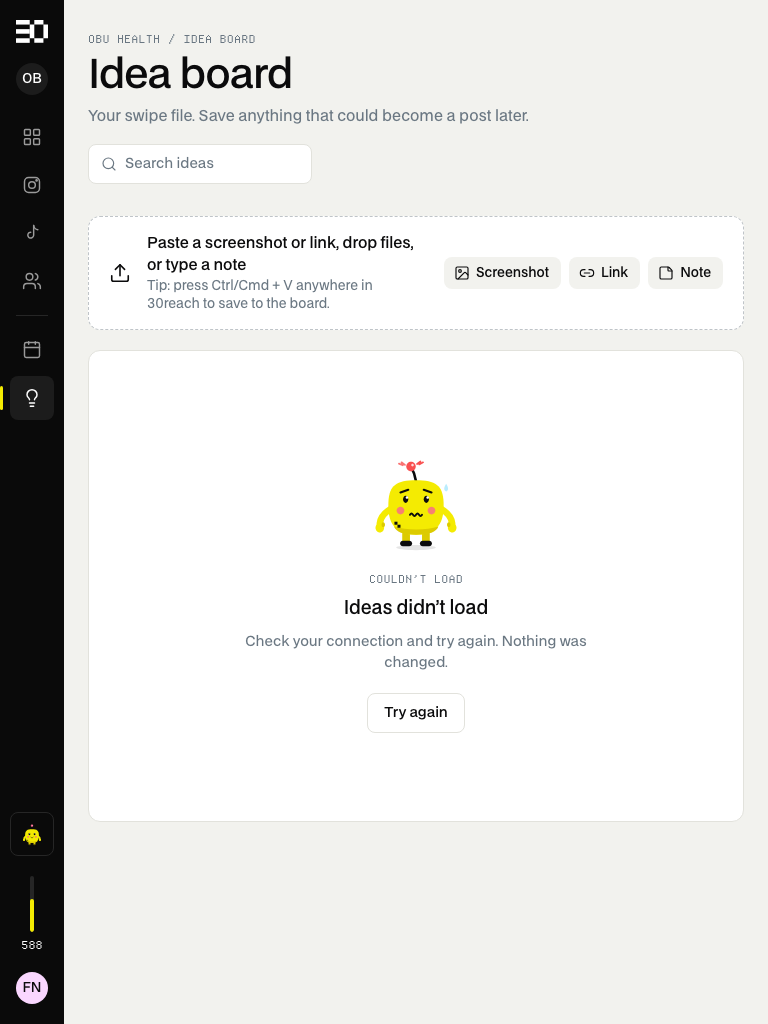 30
OB
OBU HEALTH / IDEA BOARD
Idea board
Your swipe file. Save anything that could become a post later.
Search ideas
Paste a screenshot or link, drop files,
or type a note
Tip: press Ctrl/Cmd + V anywhere in
30reach to save to the board.
Screenshot
Link
Note
COULDN’T LOAD
Ideas didn’t load
Check your connection and try again. Nothing was
changed.
Try again
588
FN